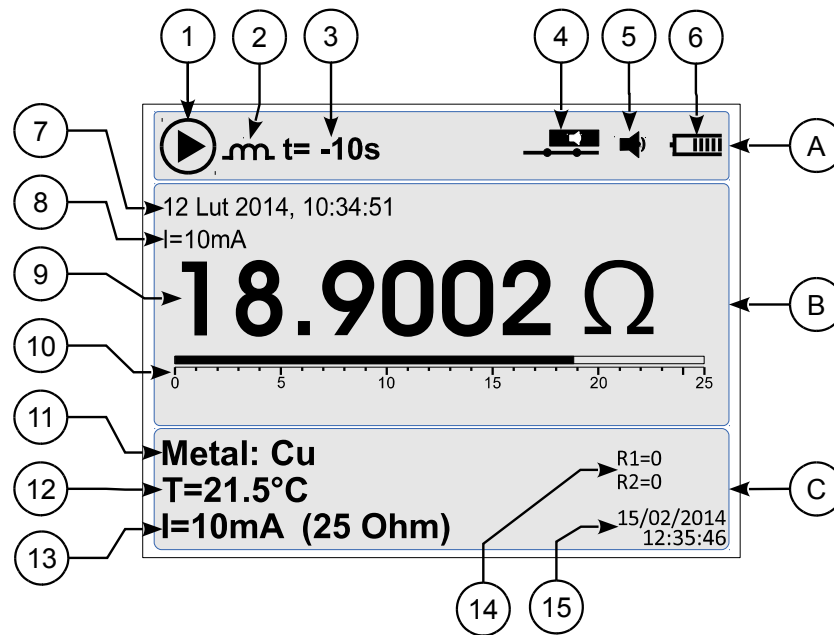 1 2 3 4 5 6
7
8
9
10
11
12
13
14 15
A
B
C
t= -10s
12 Lut 2014, 10:34:51
I=10mA
18.9002 Ω
0 5 10 15 20 25
Metal: Cu
T=21.5°C
I=10mA (25 Ohm)
R1=0
R2=0
15/02/2014
12:35:46